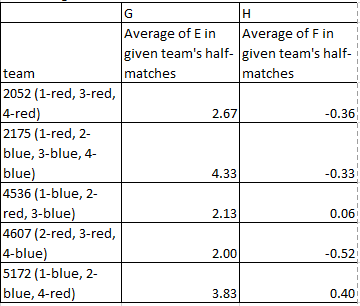 G H
Average of E in Average of F in
given team's half- given team's half-
team matches matches
2052 (1-red, 3-red,
4-red) 2.67 -0.36
2175 (1-red, 2-
blue, 3-blue, 4-
blue) 4.33 -0.33
4536 (1-blue, 2-
red, 3-blue) 2.13 0.06
4607 (2-red, 3-red,
4-blue) 2.00 -0.52
5172 (1-blue, 2-
blue, 4-red) 3.83 0.40